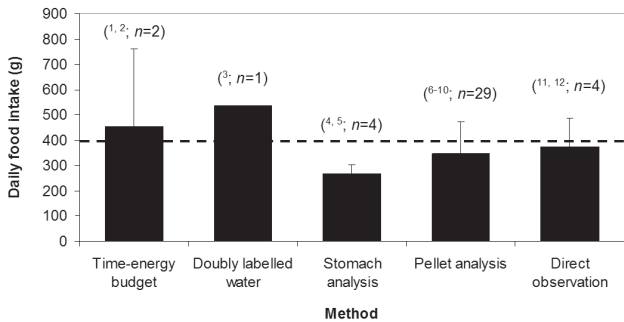 900
800
700
600
500
400
300
200
100
0
Daily food intake (g)
(1, 2; n=2)
(3; n=1)
(4, 5; n=4)
(6-10; n=29)
(11, 12; n=4)
Time-energy budget
Doubly labelled water
Stomach analysis
Pellet analysis
Direct observation
Method